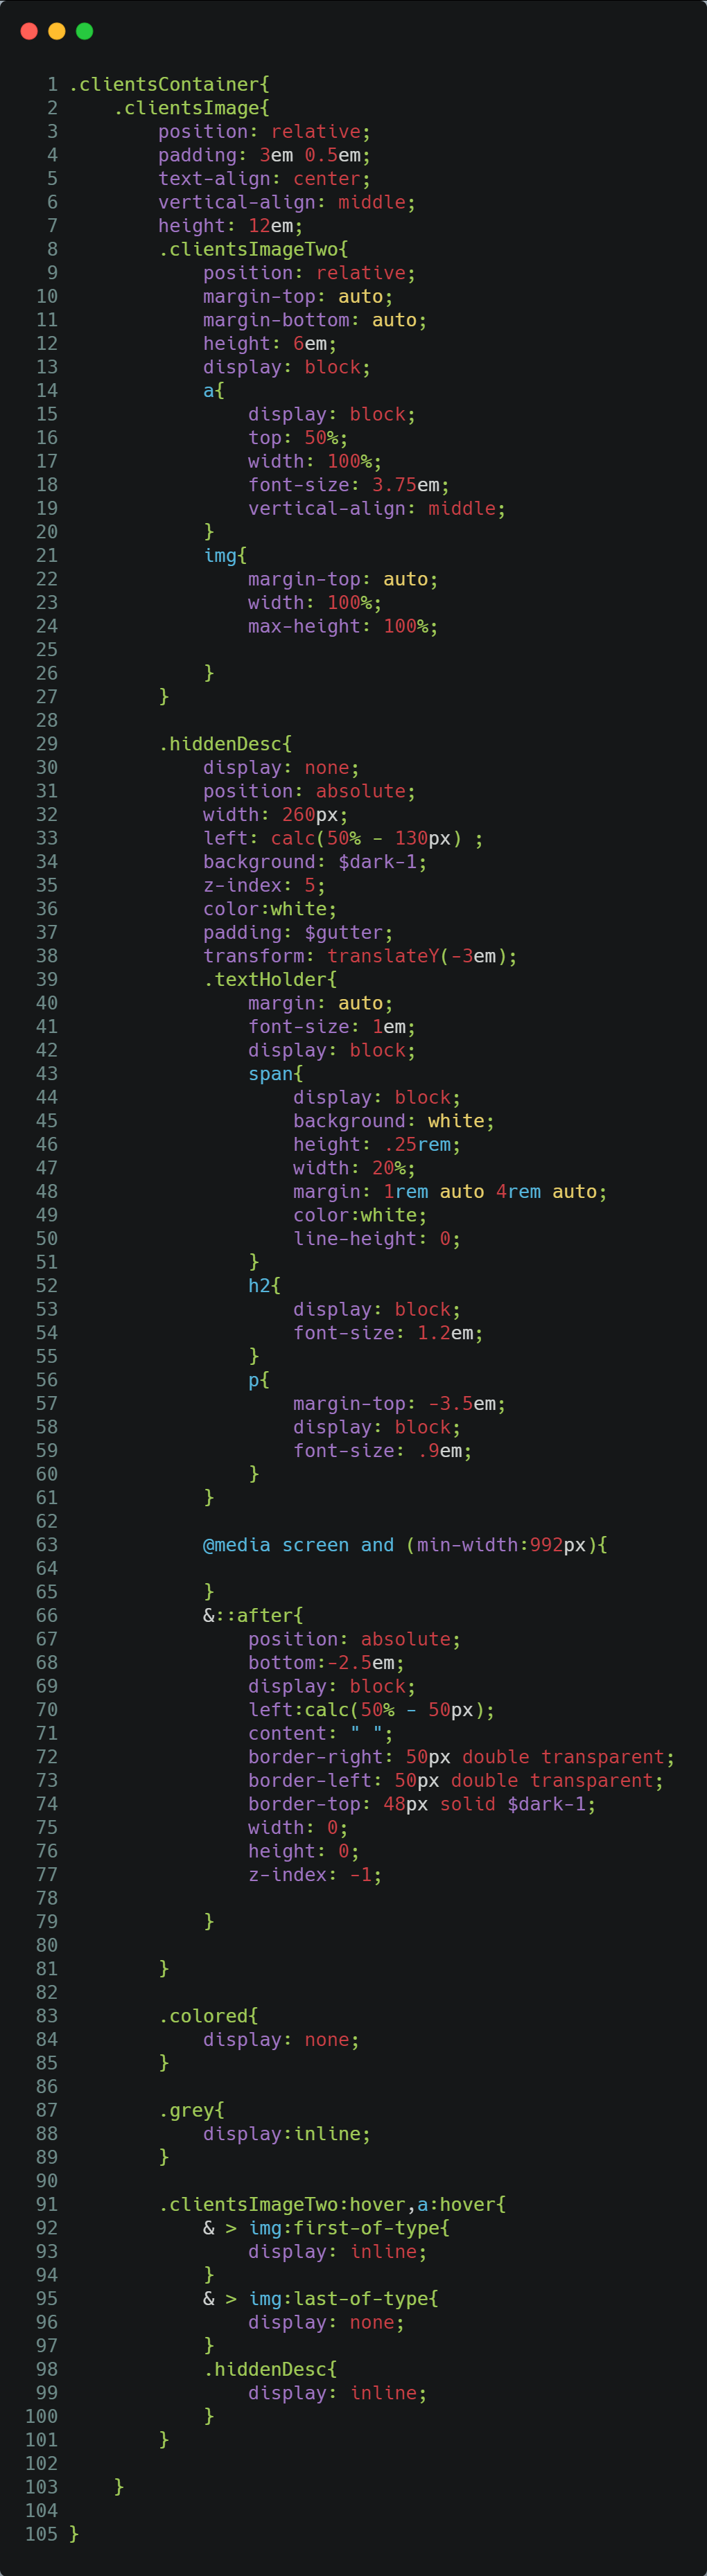 1 .clientsContainer{
2     .clientsImage{
3         position: relative;
4         padding: 3em 0.5em;
5         text-align: center;
6         vertical-align: middle;
7         height: 12em;
8         .clientsImageTwo{
9             position: relative;
10             margin-top: auto;
11             margin-bottom: auto;
12             height: 6em;
13             display: block;
14             a{
15                 display: block;
16                 top: 50%;
17                 width: 100%;
18                 font-size: 3.75em;
19                 vertical-align: middle;
20             }
21             img{
22                 margin-top: auto;
23                 width: 100%;
24                 max-height: 100%;
25
26             }
27         }
28
29         .hiddenDesc{
30             display: none;
31             position: absolute;
32             width: 260px;
33             left: calc(50% - 130px) ;
34             background: $dark-1;
35             z-index: 5;
36             color:white;
37             padding: $gutter;
38             transform: translateY(-3em);
39             .textHolder{
40                 margin: auto;
41                 font-size: 1em;
42                 display: block;
43                 span{
44                     display: block;
45                     background: white;
46                     height: .25rem;
47                     width: 20%;
48                     margin: 1rem auto 4rem auto;
49                     color:white;
50                     line-height: 0;
51                 }
52                 h2{
53                     display: block;
54                     font-size: 1.2em;
55                 }
56                 p{
57                     margin-top: -3.5em;
58                     display: block;
59                     font-size: .9em;
60                 }
61             }
62
63             @media screen and (min-width:992px){
64
65             }
66             &::after{
67                 position: absolute;
68                 bottom:-2.5em;
69                 display: block;
70                 left:calc(50% - 50px);
71                 content: " ";
72                 border-right: 50px double transparent;
73                 border-left: 50px double transparent;
74                 border-top: 48px solid $dark-1;
75                 width: 0;
76                 height: 0;
77                 z-index: -1;
78
79             }
80
81         }
82
83         .colored{
84             display: none;
85         }
86
87         .grey{
88             display:inline;
89         }
90
91         .clientsImageTwo:hover,a:hover{
92             & > img:first-of-type{
93                 display: inline;
94             }
95             & > img:last-of-type{
96                 display: none;
97             }
98             .hiddenDesc{
99                 display: inline;
100             }
101         }
102
103     }
104
105 }